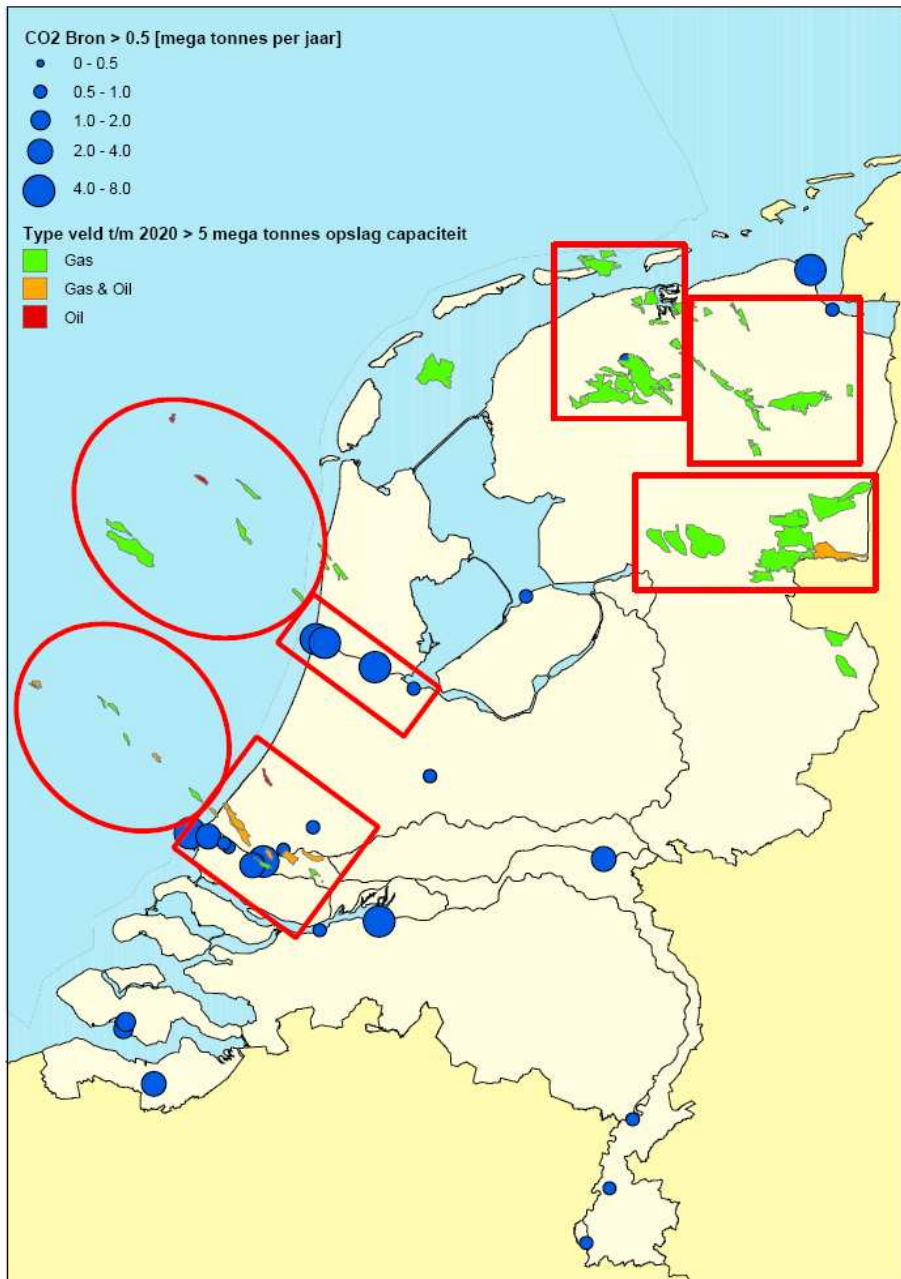 CO2 Bron > 0.5 [mega tonnes per jaar]
0 - 0.5
0.5 - 1.0
1.0 - 2.0
2.0 - 4.0
4.0 - 8.0
Type veld t/m 2020 > 5 mega tonnes opslag capaciteit
Gas
Gas & Oil
Oil